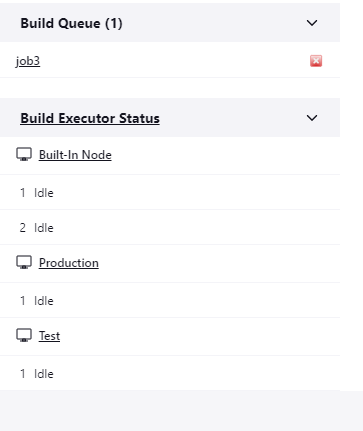 Build Queue (1)
job3
Build Executor Status
Built-In Node
1 Idle
2 Idle
Production
1 Idle
Test
1 Idle